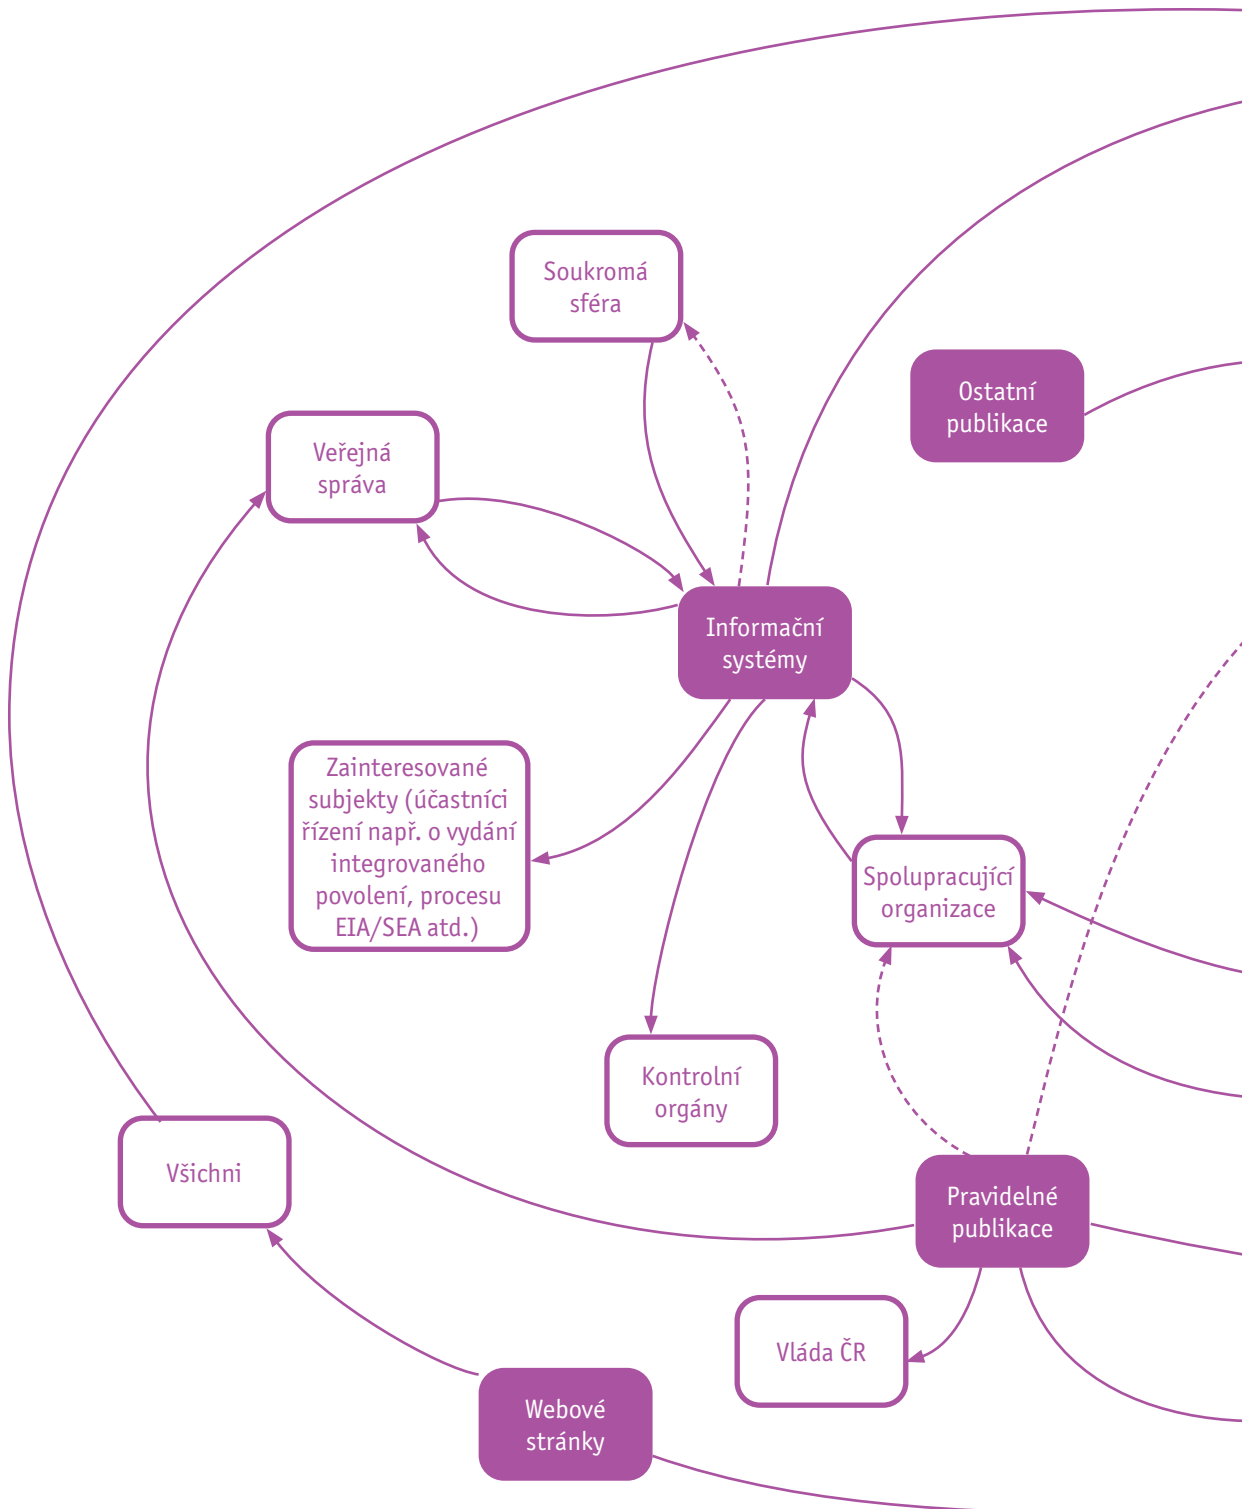 Soukromá
sféra
Ostatní
publikace
Veřejná
správa
Informační
systémy
Zainteresované
subjekty (účastníci
řízení např. o vydání
integrovaného
povolení, procesu
EIA/SEA atd.)
Spolupracující
organizace
Kontrolní
orgány
Všichni
Pravidelné
publikace
Vláda ČR
Webové
stránky